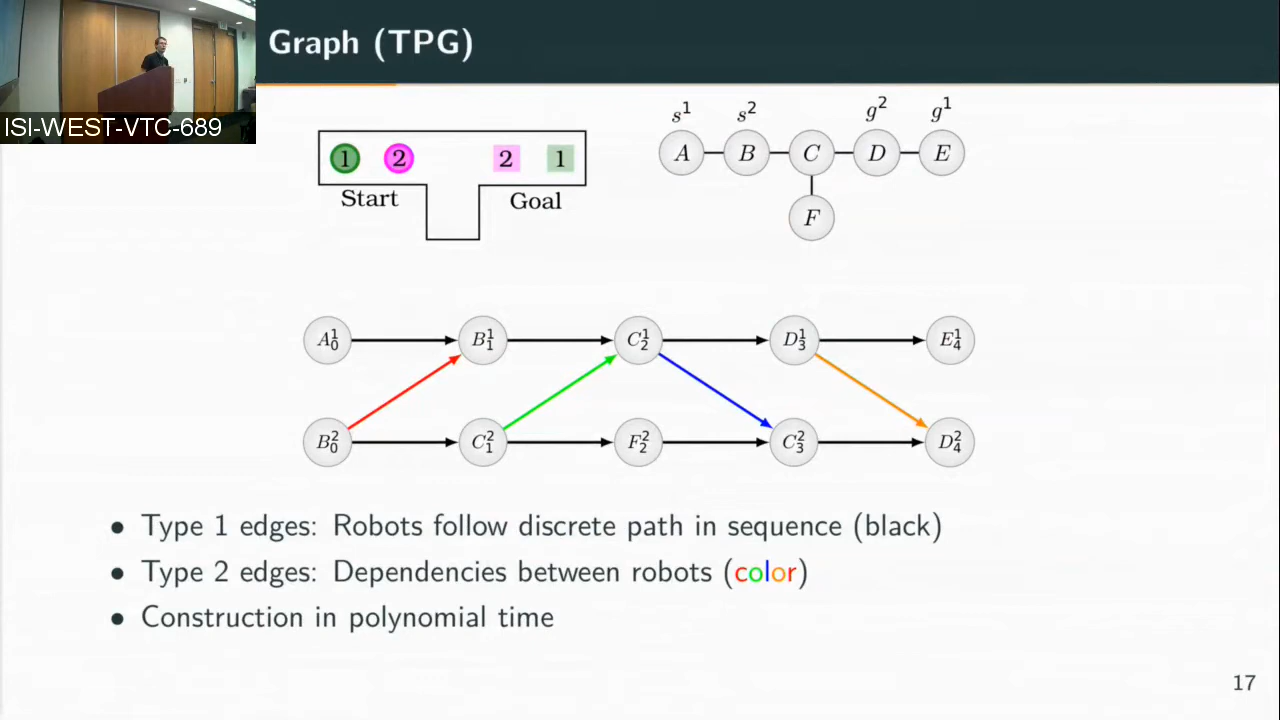 Graph (TPG)
ISI-WEST-VTC-689
1 2 2 1
Start Goal
s¹ s² g² g¹
A B C D E
F
A¹₀ B¹₁ C¹₂ D¹₃ E¹₄
B²₀ C²₁ F²₂ C²₃ D²₄
• Type 1 edges: Robots follow discrete path in sequence (black)
• Type 2 edges: Dependencies between robots (color)
• Construction in polynomial time
17